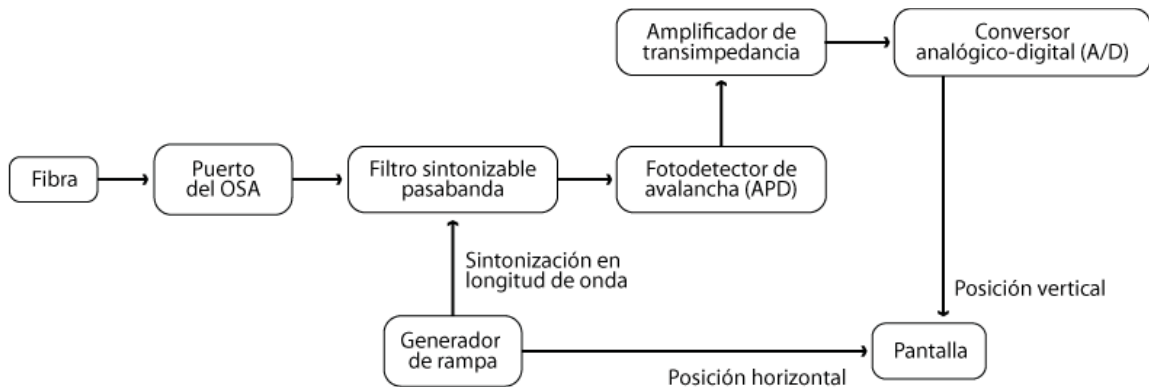 Amplificador de
transimpedancia
Conversor
analógico-digital (A/D)
Fibra
Puerto
del OSA
Filtro sintonizable
pasabanda
Fotodetector de
avalancha (APD)
Sintonización en
longitud de onda
Posición vertical
Generador
de rampa
Posición horizontal
Pantalla